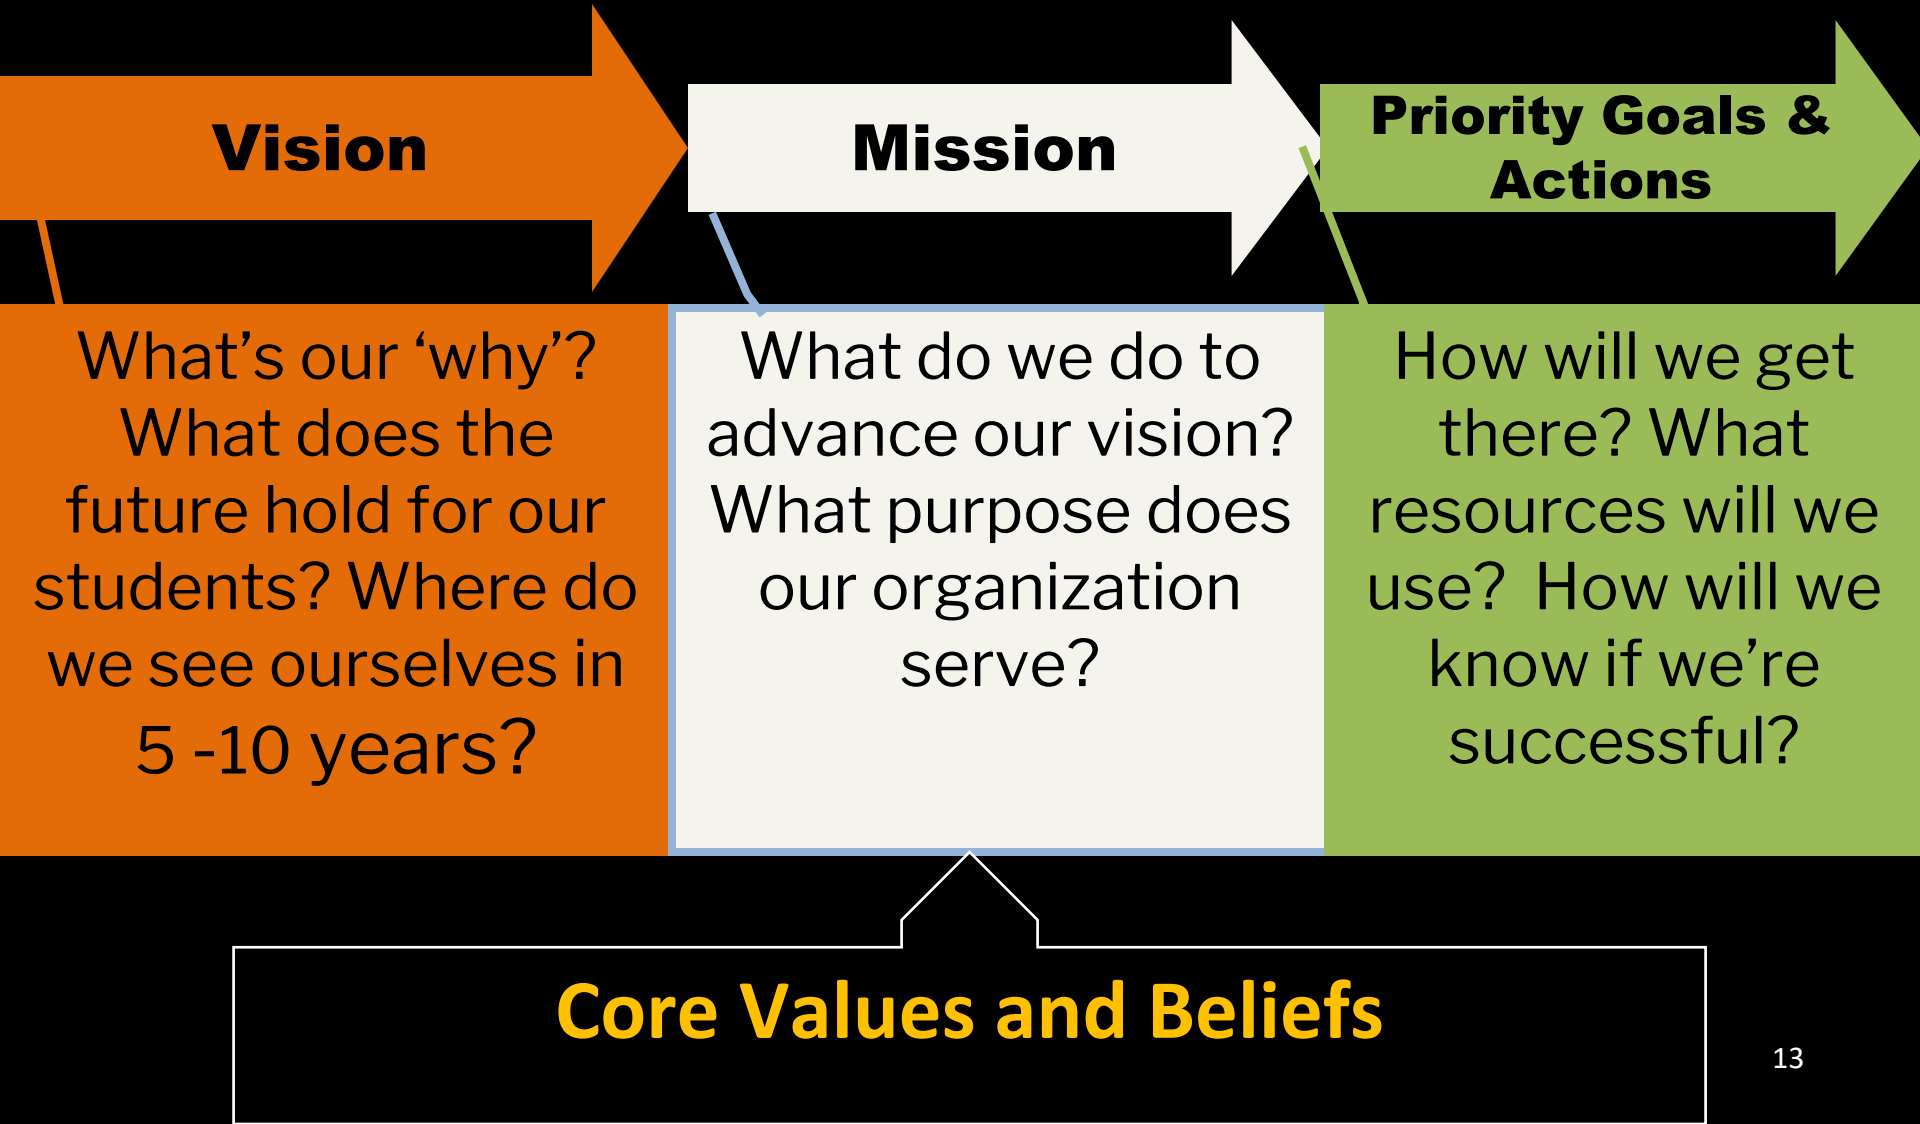 Vision
Mission
Priority Goals &
Actions
What’s our ‘why’?
What does the
future hold for our
students? Where do
we see ourselves in
5 -10 years?
What do we do to
advance our vision?
What purpose does
our organization
serve?
How will we get
there? What
resources will we
use?  How will we
know if we’re
successful?
Core Values and Beliefs
13